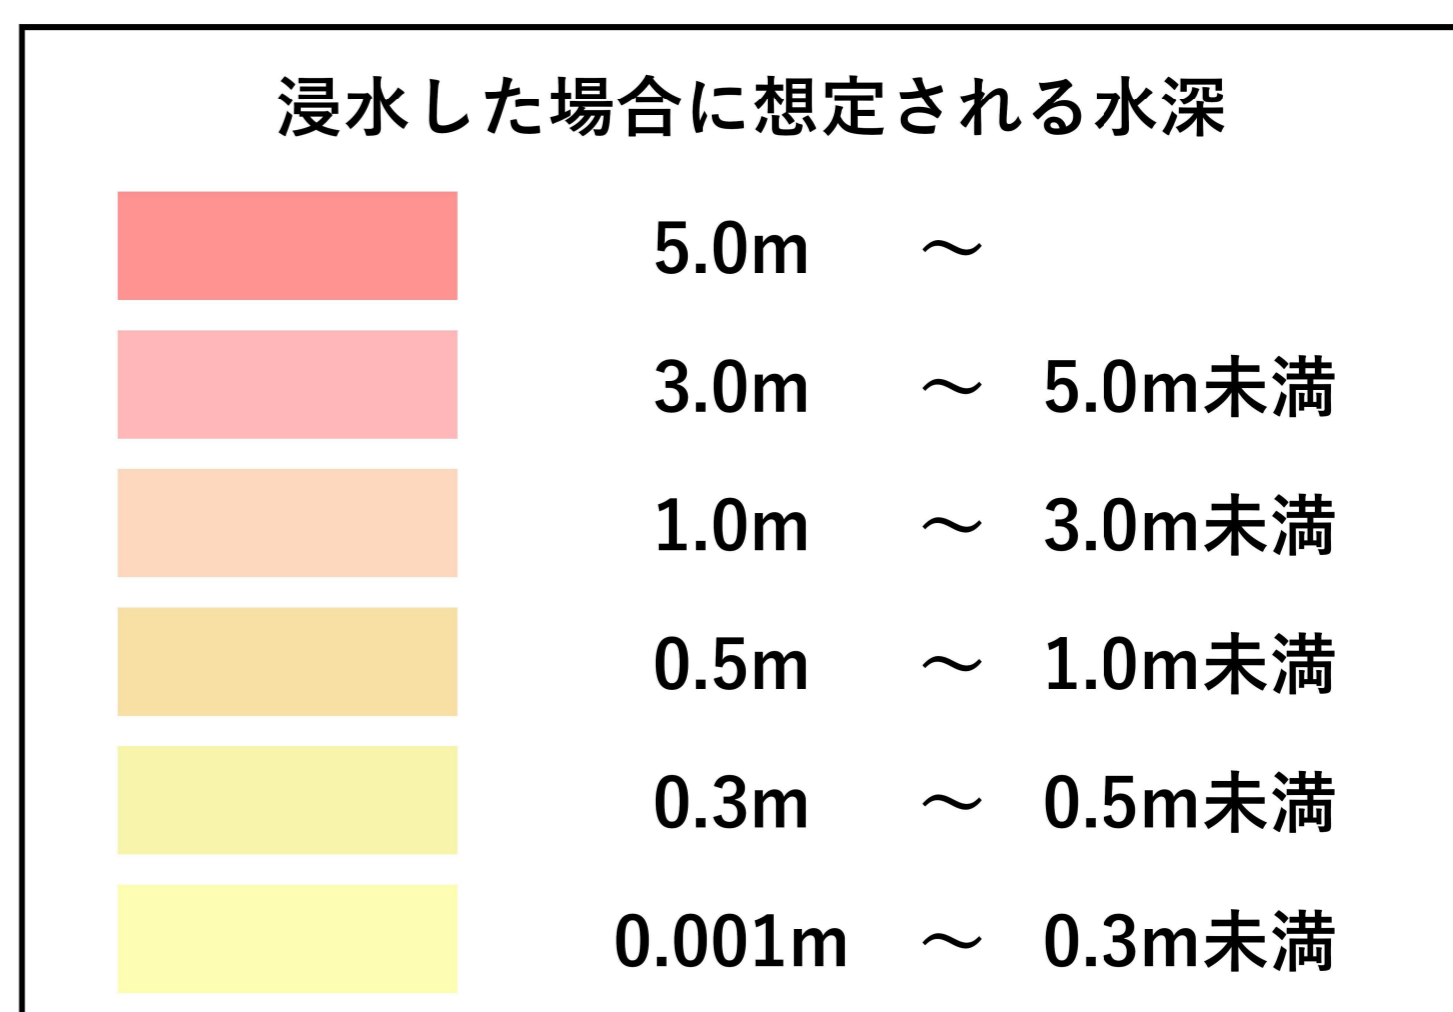 浸水した場合に想定される水深
5.0m ～
3.0m ～ 5.0m未満
1.0m ～ 3.0m未満
0.5m ～ 1.0m未満
0.3m ～ 0.5m未満
0.001m ～ 0.3m未満